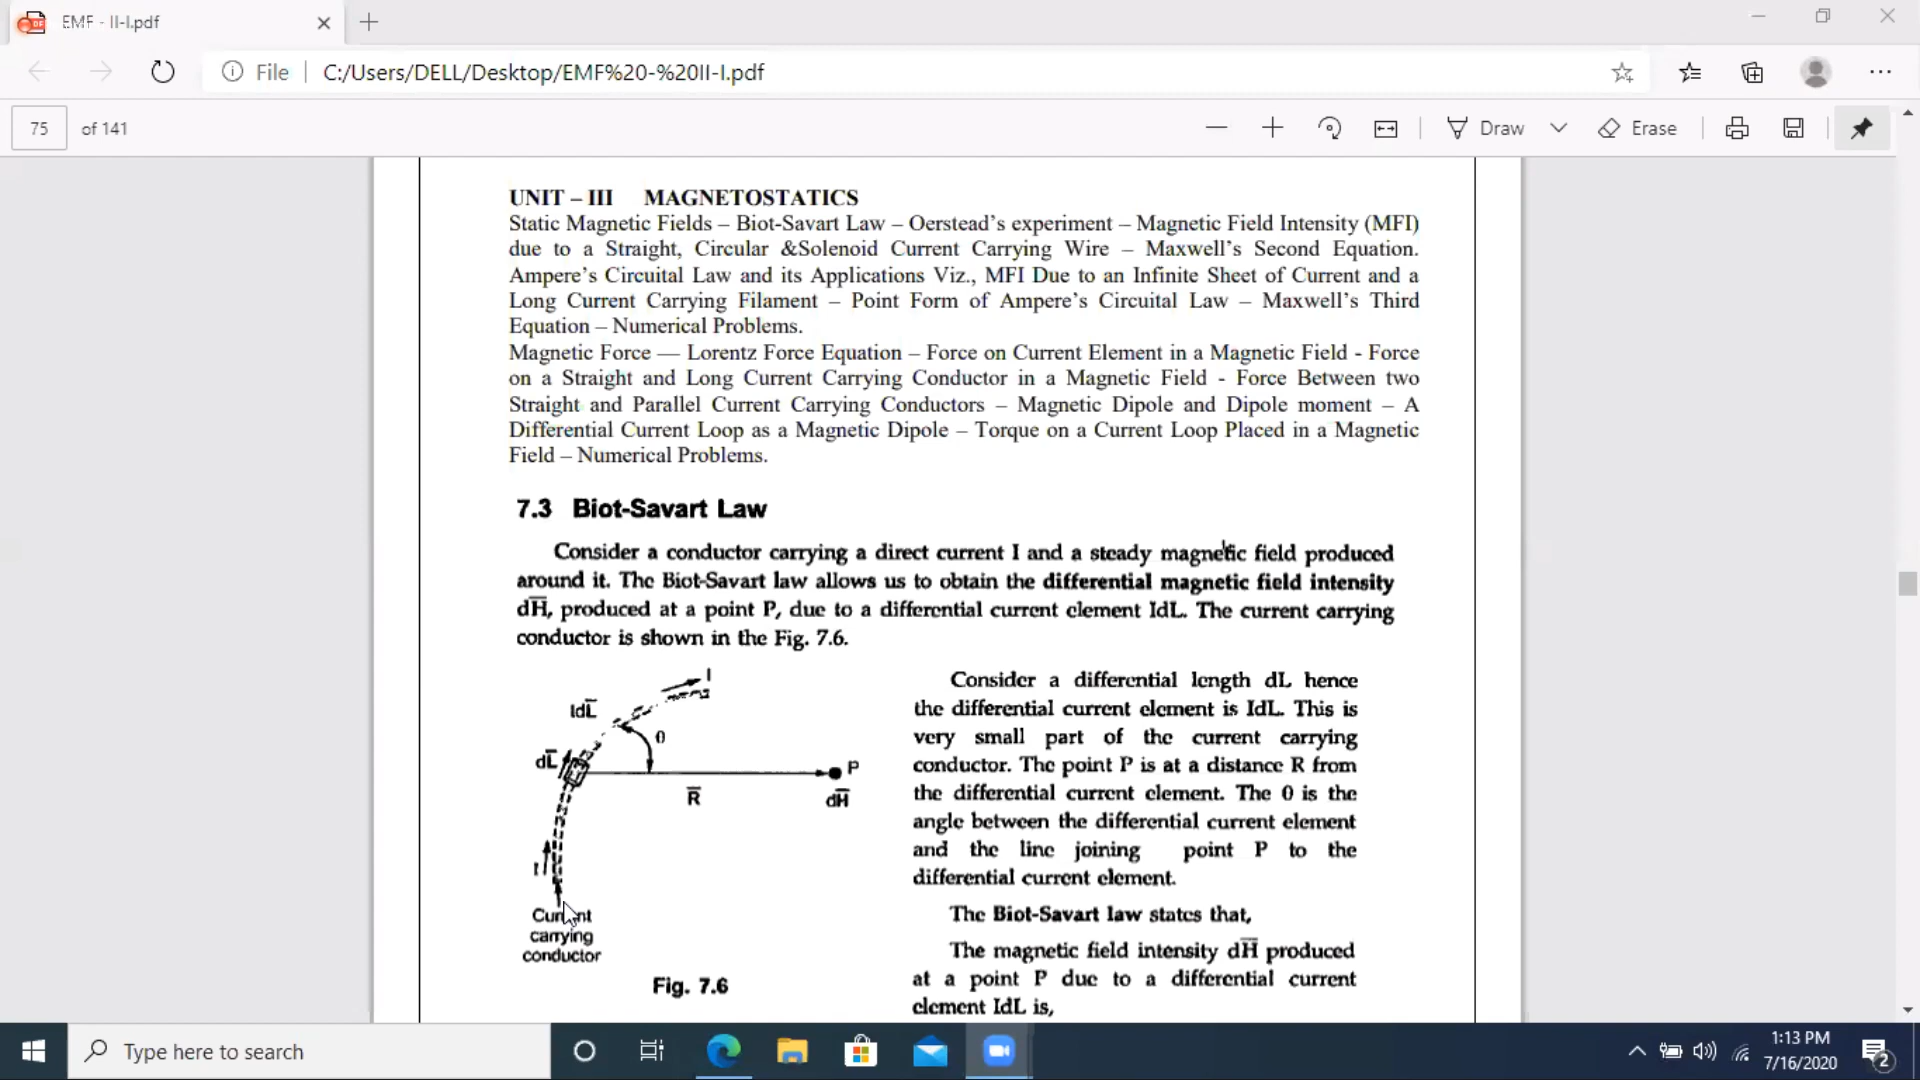 EMF - II-I.pdf
File
C:/Users/DELL/Desktop/EMF%20-%20II-I.pdf
75 of 141
Draw
Erase
UNIT – III MAGNETOSTATICS
Static Magnetic Fields – Biot-Savart Law – Oerstead's experiment – Magnetic Field Intensity (MFI)
due to a Straight, Circular &Solenoid Current Carrying Wire – Maxwell's Second Equation.
Ampere's Circuital Law and its Applications Viz., MFI Due to an Infinite Sheet of Current and a
Long Current Carrying Filament – Point Form of Ampere's Circuital Law – Maxwell's Third
Equation – Numerical Problems.
Magnetic Force — Lorentz Force Equation – Force on Current Element in a Magnetic Field - Force
on a Straight and Long Current Carrying Conductor in a Magnetic Field - Force Between two
Straight and Parallel Current Carrying Conductors – Magnetic Dipole and Dipole moment – A
Differential Current Loop as a Magnetic Dipole – Torque on a Current Loop Placed in a Magnetic
Field – Numerical Problems.
7.3 Biot-Savart Law
Consider a conductor carrying a direct current I and a steady magnetic field produced
around it. The Biot-Savart law allows us to obtain the differential magnetic field intensity
dH̅, produced at a point P, due to a differential current element IdL. The current carrying
conductor is shown in the Fig. 7.6.
I
IdL̅
θ
dL̅
P
R̅
dH̅
I
Current
carrying
conductor
Fig. 7.6
Consider a differential length dL hence
the differential current element is IdL. This is
very small part of the current carrying
conductor. The point P is at a distance R from
the differential current element. The θ is the
angle between the differential current element
and the line joining point P to the
differential current element.
The Biot-Savart law states that,
The magnetic field intensity dH̅ produced
at a point P due to a differential current
element IdL is,
Type here to search
1:13 PM
7/16/2020
2